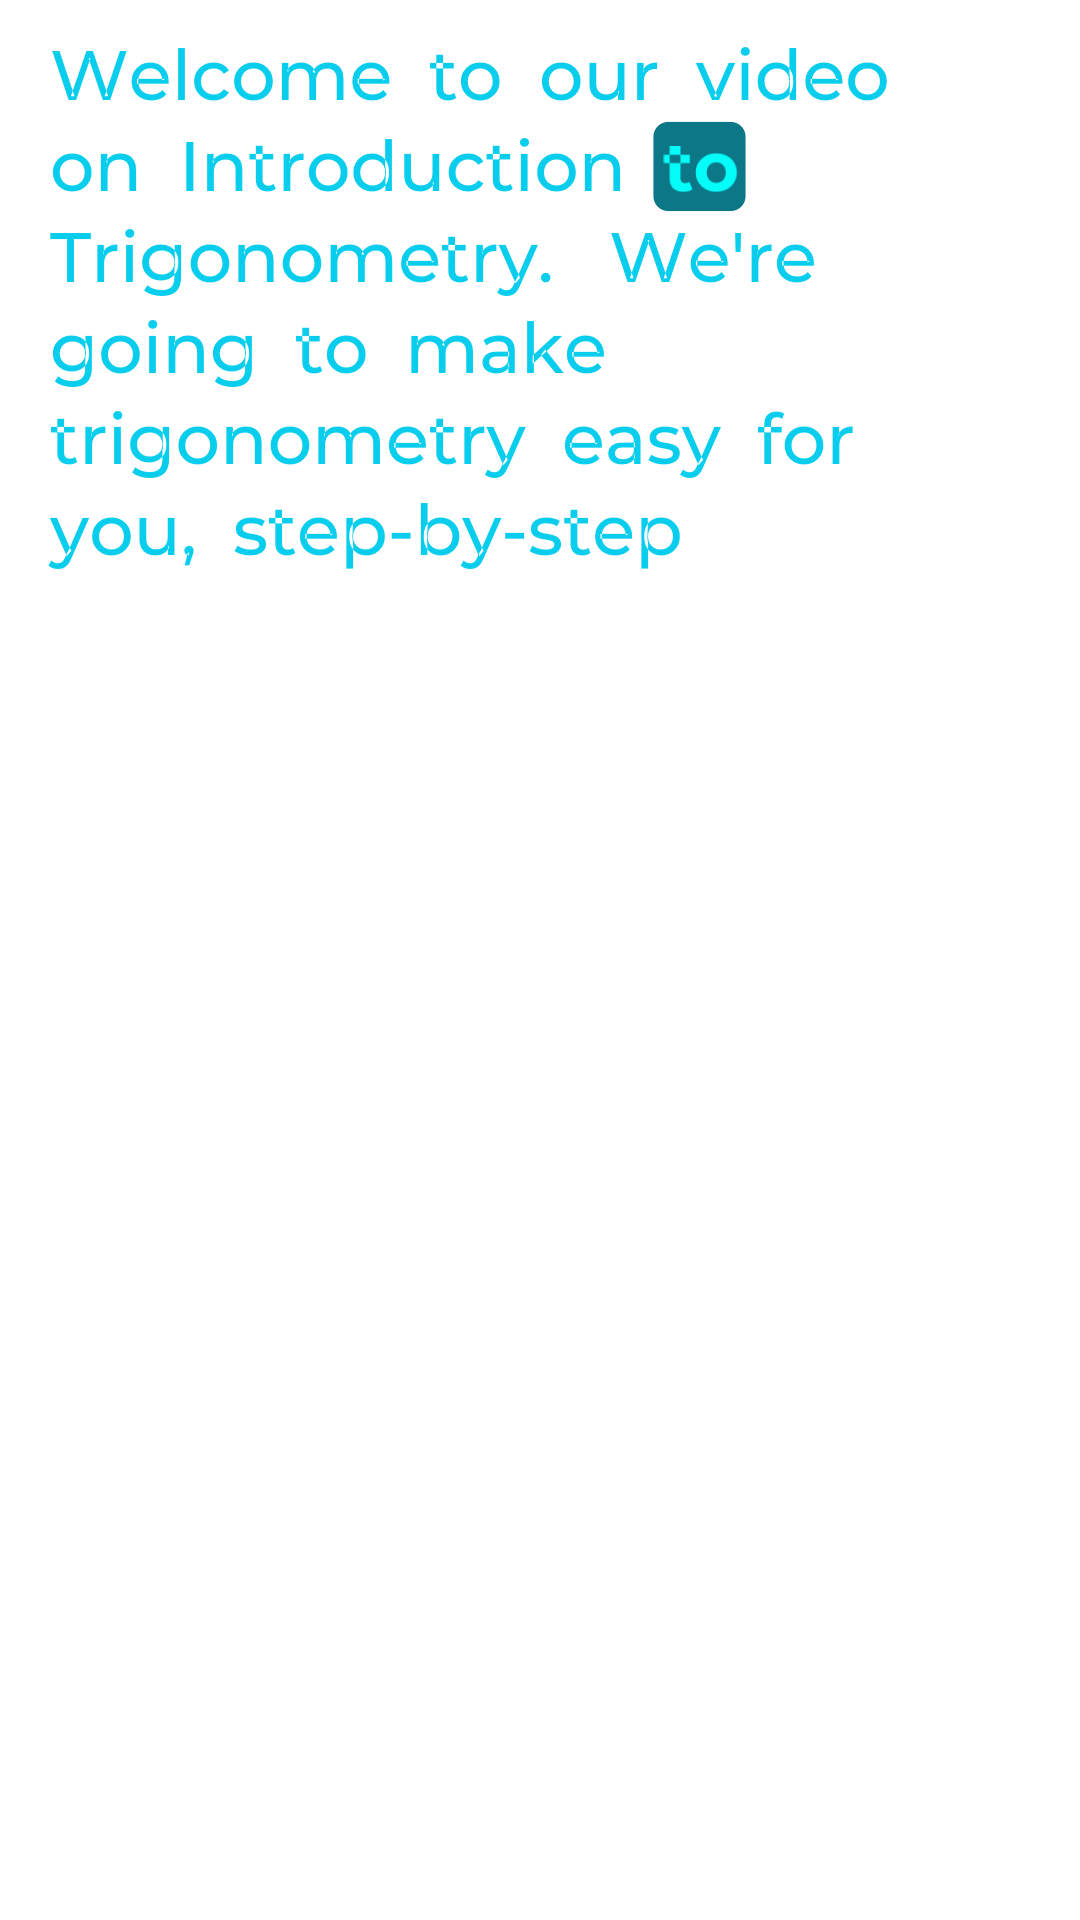 Welcome to our video
on Introduction to
Trigonometry. We're
going to make
trigonometry easy for
you, step-by-step